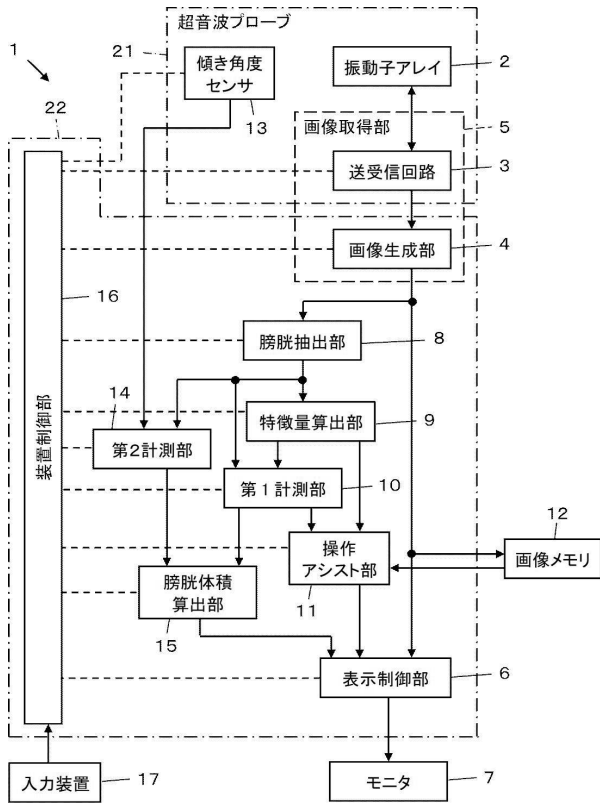 超音波プローブ
1
21
傾き角度
センサ
13
振動子アレイ
2
22
画像取得部
5
送受信回路
3
画像生成部
4
16
装置制御部
膀胱抽出部
8
14
特徴量算出部
9
第2計測部
第1計測部
10
12
操作
アシスト部
11
画像メモリ
膀胱体積
算出部
15
表示制御部
6
入力装置
17
モニタ
7